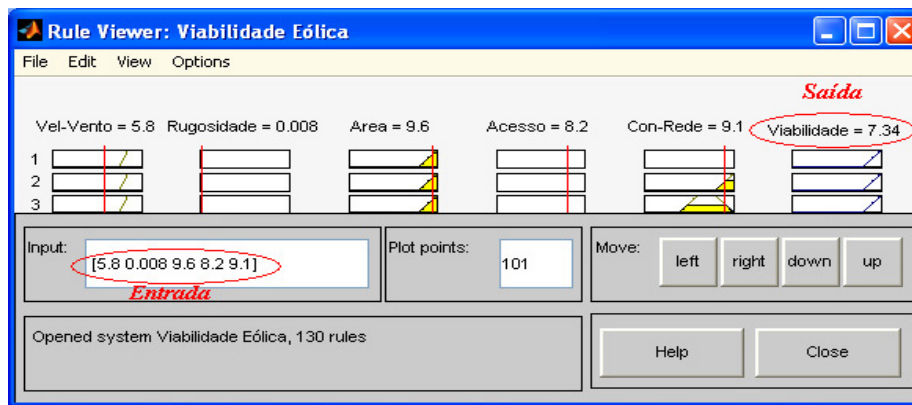 Rule Viewer: Viabilidade Eólica
File Edit View Options
Saída
Vel-Vento = 5.8 Rugosidade = 0.008 Area = 9.6 Acesso = 8.2 Con-Rede = 9.1 Viabilidade = 7.34
1
2
3
Input: [5.8 0.008 9.6 8.2 9.1] Plot points: 101 Move: left right down up
Entrada
Opened system Viabilidade Eólica, 130 rules
Help Close